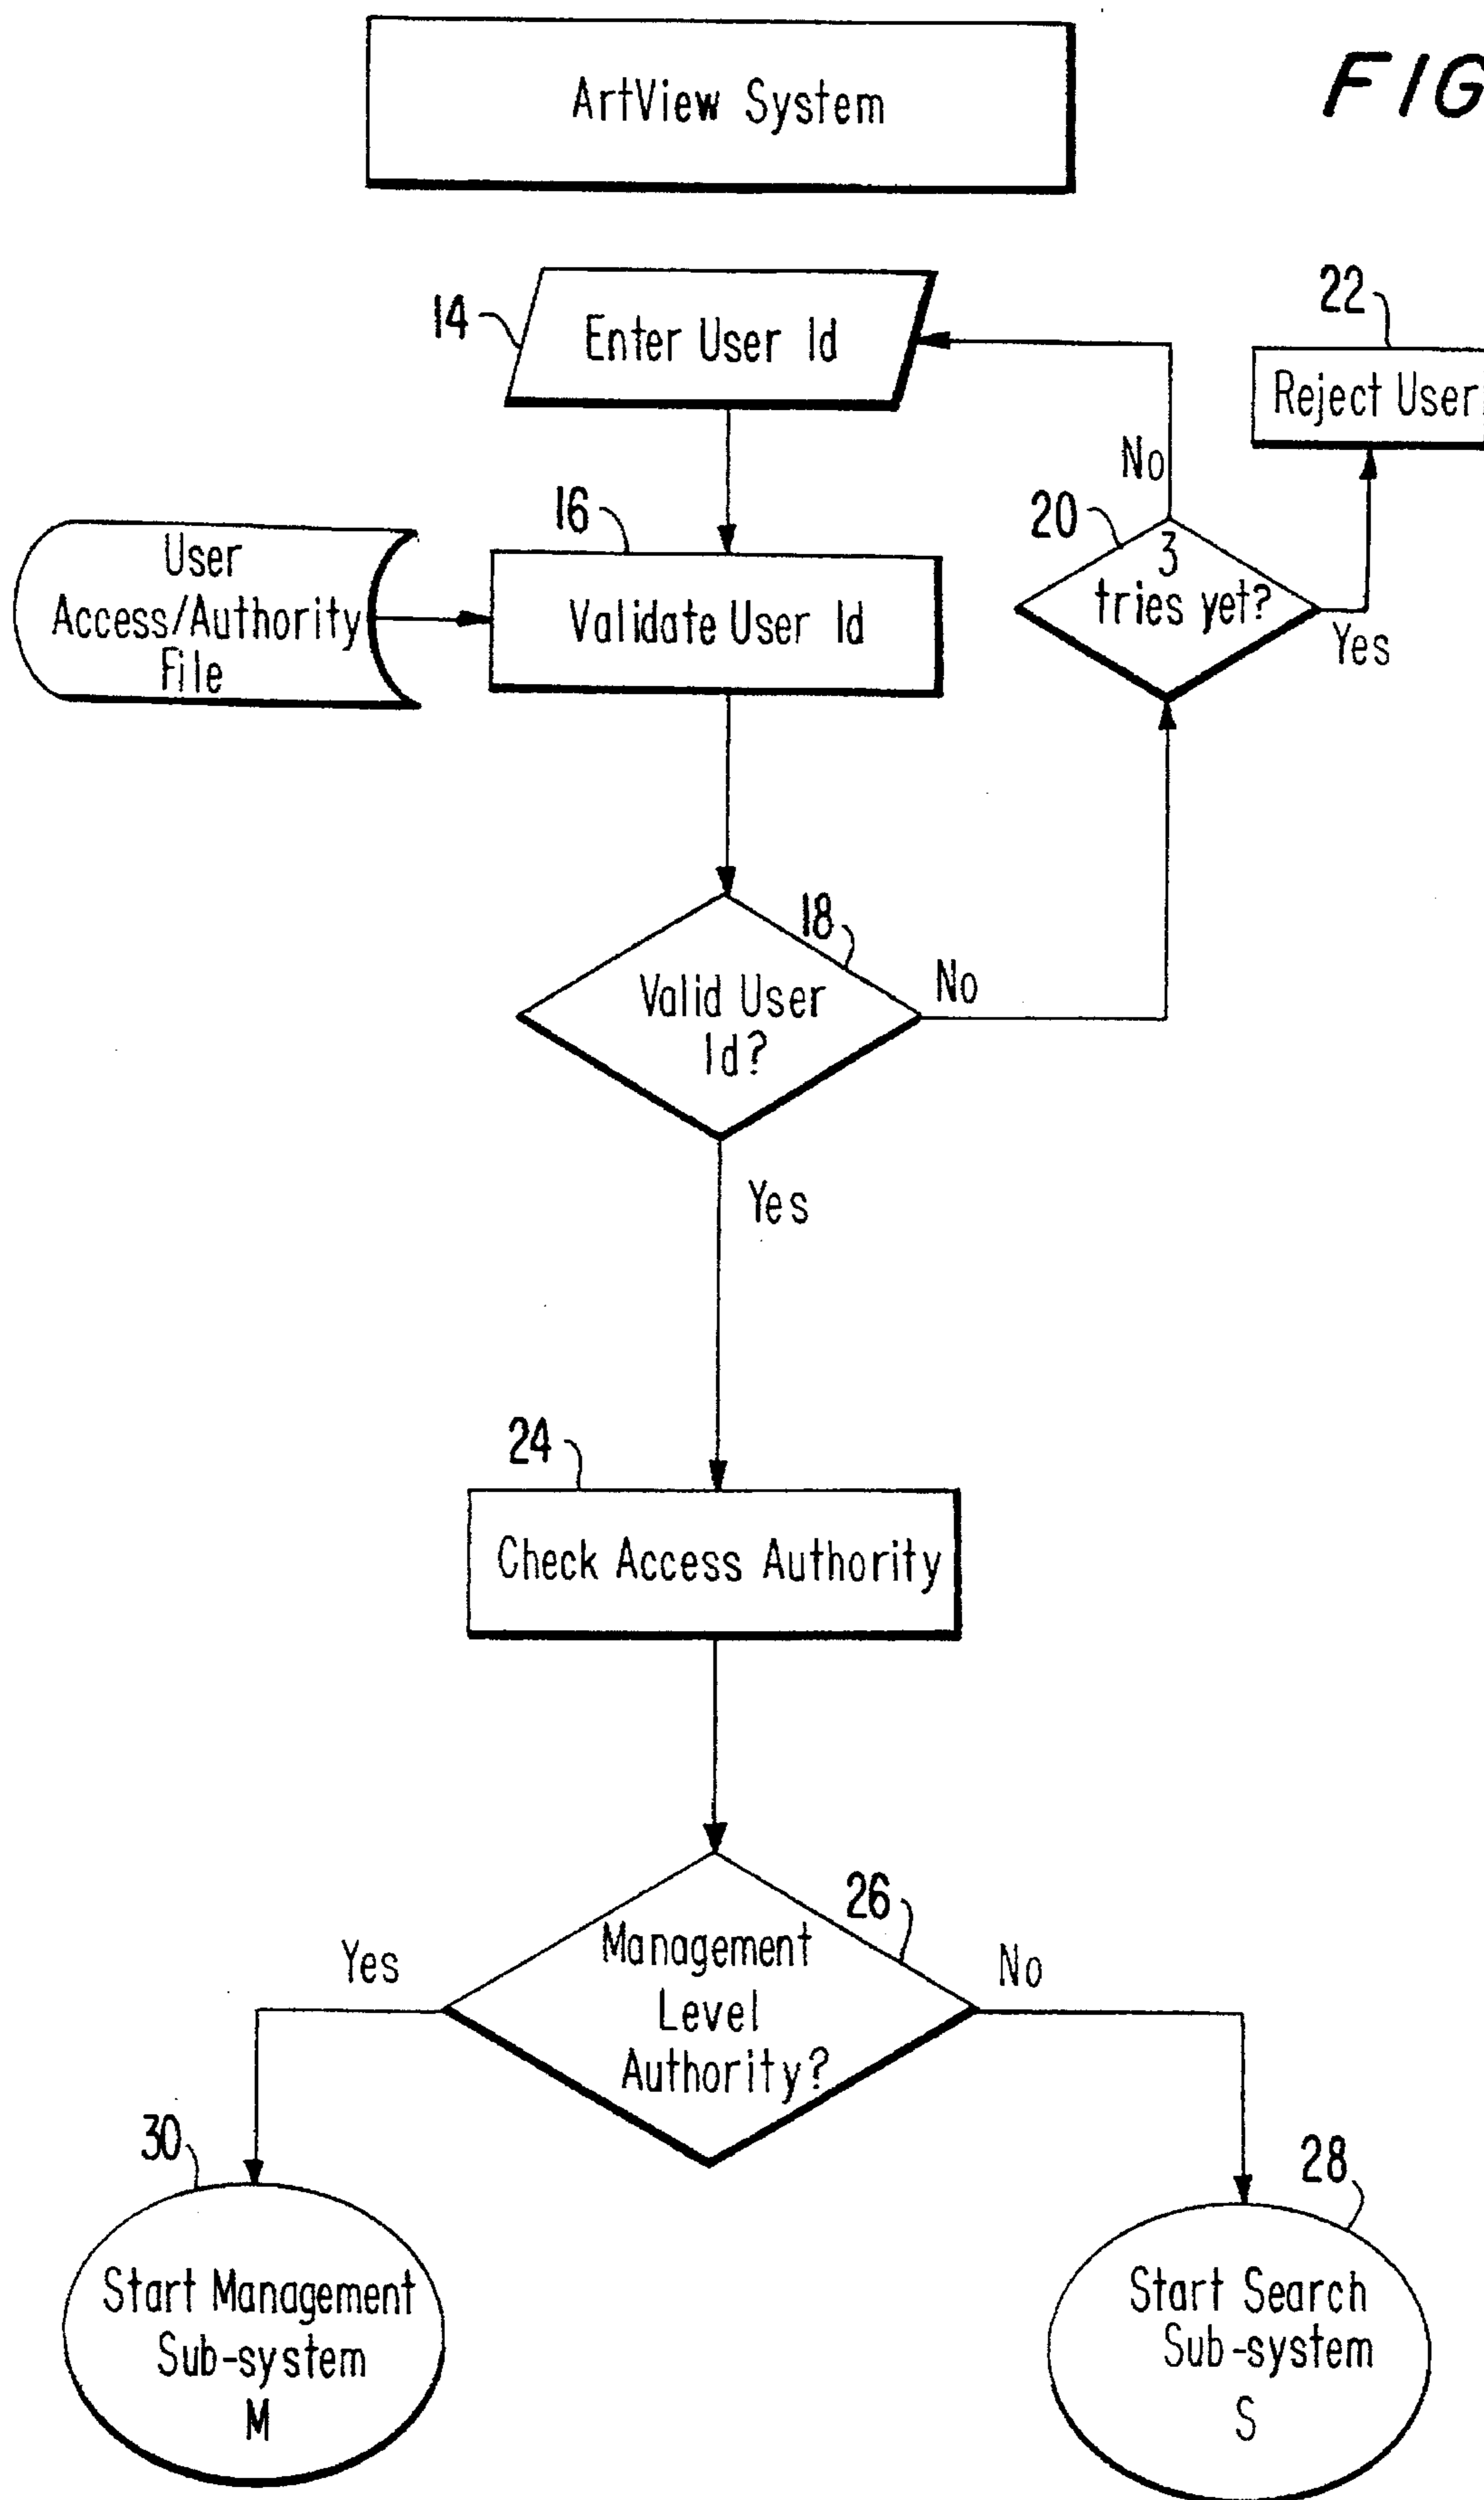 ArtView System
FIG
14
Enter User Id
22
Reject User
No
16
20
User
Access/Authority
File
Validate User Id
3
tries yet?
Yes
18
Valid User
Id?
No
Yes
24
Check Access Authority
26
Yes
Management
Level
Authority?
No
30
28
Start Management
Sub-system
M
Start Search
Sub-system
S